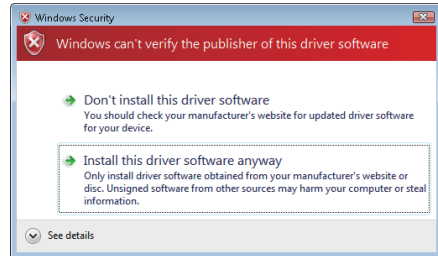 Windows Security
Windows can't verify the publisher of this driver software
Don't install this driver software
You should check your manufacturer's website for updated driver software
for your device.
Install this driver software anyway
Only install driver software obtained from your manufacturer's website or
disc. Unsigned software from other sources may harm your computer or steal
information.
See details